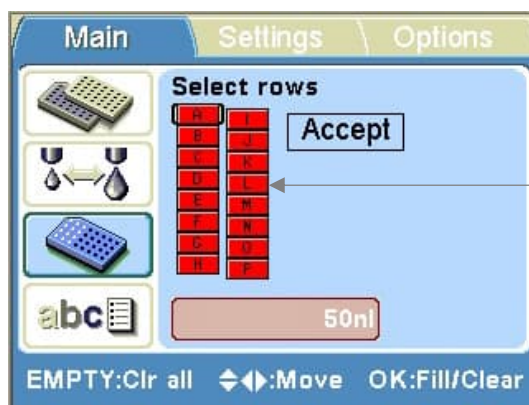 Main Settings Options
Select rows
A I
B J
Accept
C K
D L
E M
F N
G O
H P
abc
50nl
EMPTY:Clr all :Move OK:Fill/Clear